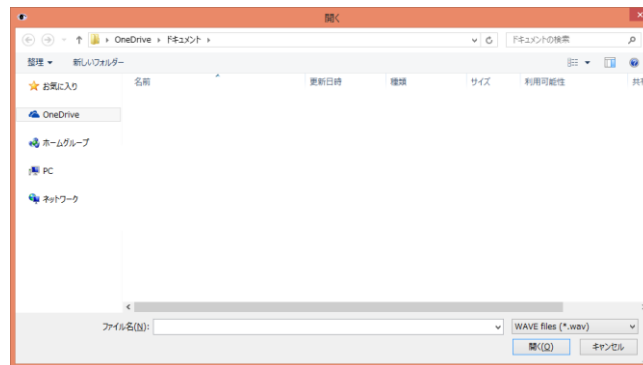 開く
OneDrive ▸ ドキュメント ▸
ドキュメントの検索
整理 ▾ 新しいフォルダー
名前 更新日時 種類 サイズ 利用可能性 共有
お気に入り
OneDrive
ホームグループ
PC
ネットワーク
ファイル名(N):
WAVE files (*.wav)
開く(O) キャンセル